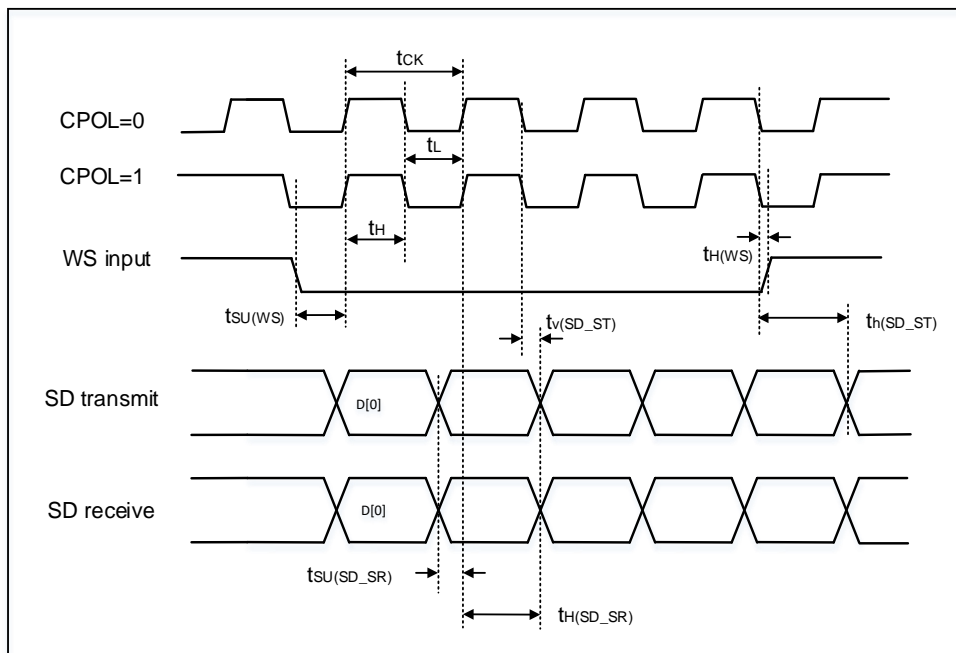 tCK
CPOL=0
tL
CPOL=1
tH
tH(WS)
WS input
tSU(WS)
tv(SD_ST)
th(SD_ST)
SD transmit
D[0]
SD receive
D[0]
tSU(SD_SR)
tH(SD_SR)